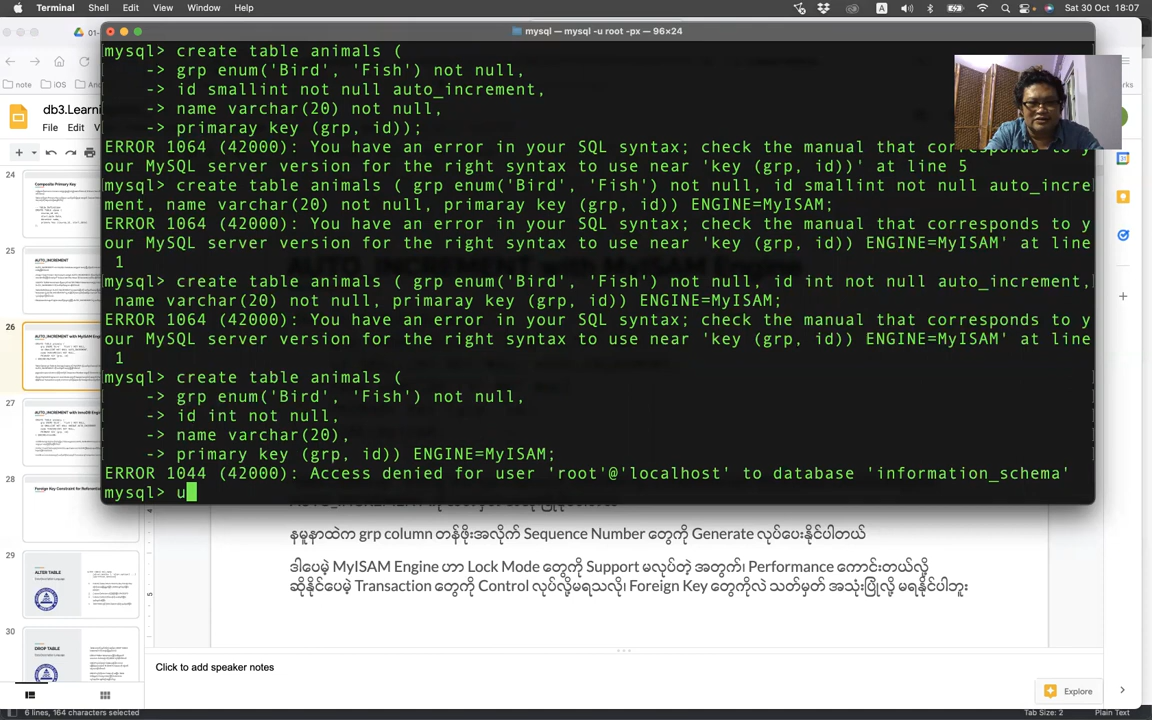 Terminal Shell Edit View Window Help
A
Sat 30 Oct 18:07
mysql — mysql -u root -px — 96×24
mysql> create table animals (
-> grp enum('Bird', 'Fish') not null,
-> id smallint not null auto_increment,
-> name varchar(20) not null,
-> primaray key (grp, id));
ERROR 1064 (42000): You have an error in your SQL syntax; check the manual that corresponds to y
our MySQL server version for the right syntax to use near 'key (grp, id))' at line 5
mysql> create table animals ( grp enum('Bird', 'Fish') not null, id smallint not null auto_incre
ment, name varchar(20) not null, primaray key (grp, id)) ENGINE=MyISAM;
ERROR 1064 (42000): You have an error in your SQL syntax; check the manual that corresponds to y
our MySQL server version for the right syntax to use near 'key (grp, id)) ENGINE=MyISAM' at line
1
mysql> create table animals ( grp enum('Bird', 'Fish') not null, id int not null auto_increment,
name varchar(20) not null, primaray key (grp, id)) ENGINE=MyISAM;
ERROR 1064 (42000): You have an error in your SQL syntax; check the manual that corresponds to y
our MySQL server version for the right syntax to use near 'key (grp, id)) ENGINE=MyISAM' at line
1
mysql> create table animals (
-> grp enum('Bird', 'Fish') not null,
-> id int not null,
-> name varchar(20),
-> primary key (grp, id)) ENGINE=MyISAM;
ERROR 1044 (42000): Access denied for user 'root'@'localhost' to database 'information_schema'
mysql> u
note
iOS
db3.Learni
File Edit
24
Composite Primary Key
25
AUTO_INCREMENT
26
AUTO_INCREMENT with MyISAM
27
28
29
ALTER TABLE
30
DROP TABLE
နမူနာထဲက grp column တန်ဖိုးအလိုက် Sequence Number တွေကို Generate လုပ်ပေးနိုင်ပါတယ်
ဒါပေမဲ့ MyISAM Engine ဟာ Lock Mode တွေကို Support မလုပ်တဲ့ အတွက်၊ Performance ကောင်းတယ်လို့
ဆိုနိုင်ပေမဲ့ Transaction တွေကို Control လုပ်လို့မရသလို၊ Foreign Key တွေကိုလဲ သတ်မှတ် အသုံးပြုလို့ မရနိုင်ပါဘူး
Click to add speaker notes
Explore
6 lines, 164 characters selected
Tab Size: 2
Plain Text